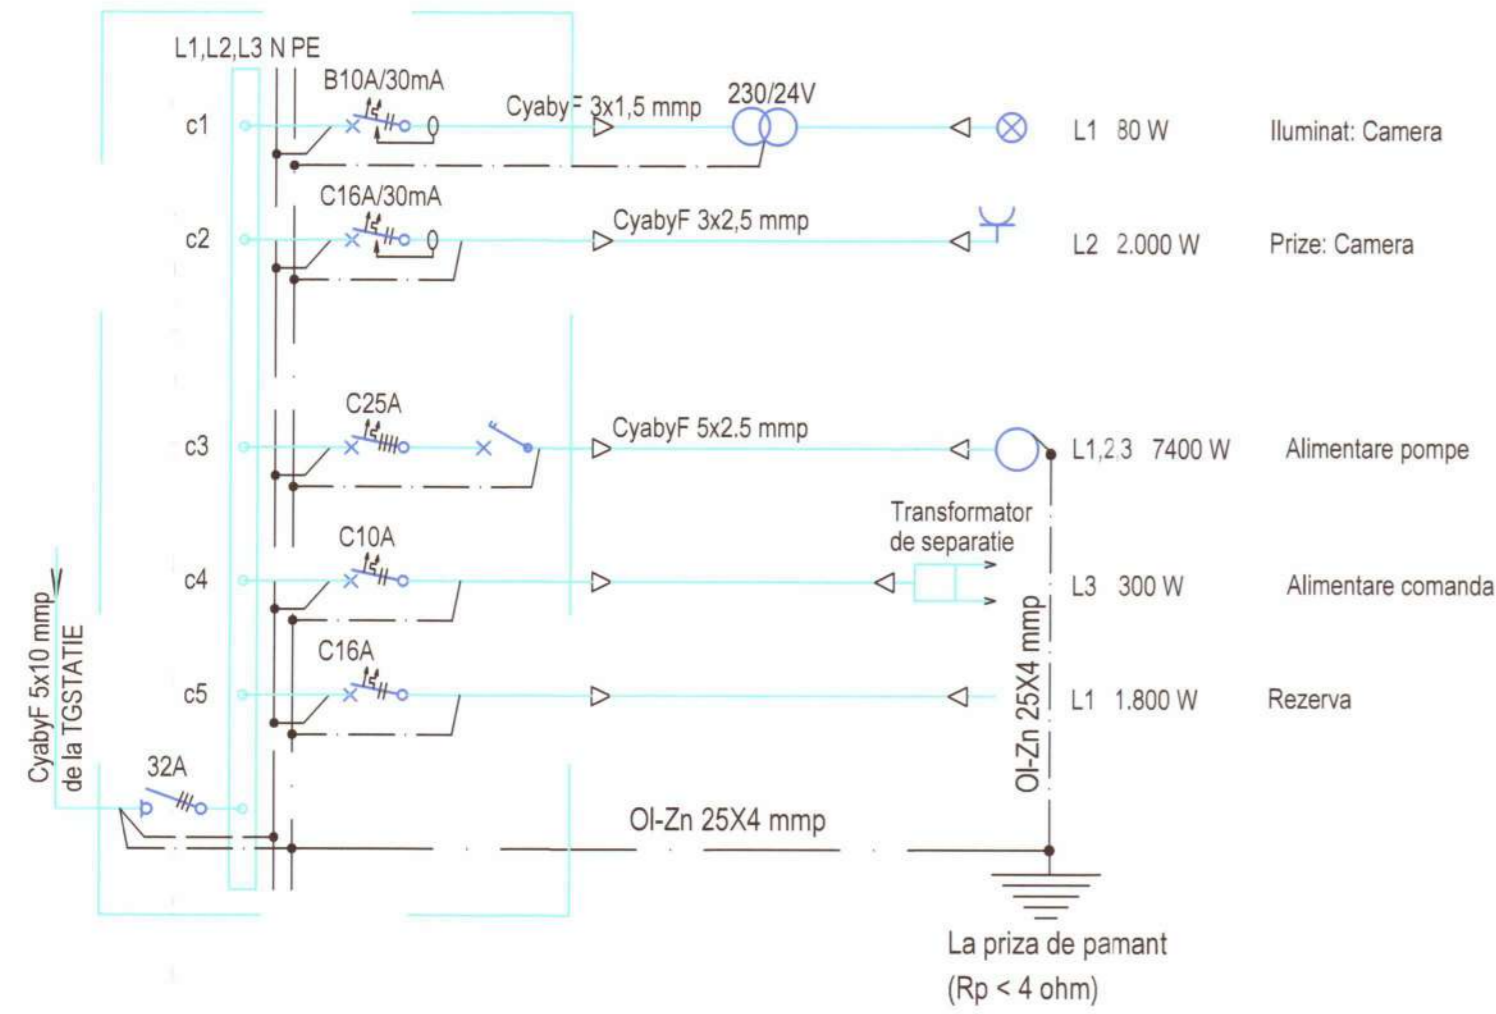 L1,L2,L3 N PE
B10A/30mA
c1
CyabyF 3x1,5 mmp
230/24V
L1 80 W
Iluminat: Camera
C16A/30mA
c2
CyabyF 3x2,5 mmp
L2 2.000 W
Prize: Camera
C25A
c3
CyabyF 5x2.5 mmp
L1,2,3 7400 W
Alimentare pompe
C10A
c4
Transformator
de separatie
L3 300 W
Alimentare comanda
C16A
c5
L1 1.800 W
Rezerva
CyabyF 5x10 mmp
de la TGSTATIE
32A
Ol-Zn 25X4 mmp
Ol-Zn 25X4 mmp
La priza de pamant
(Rp < 4 ohm)